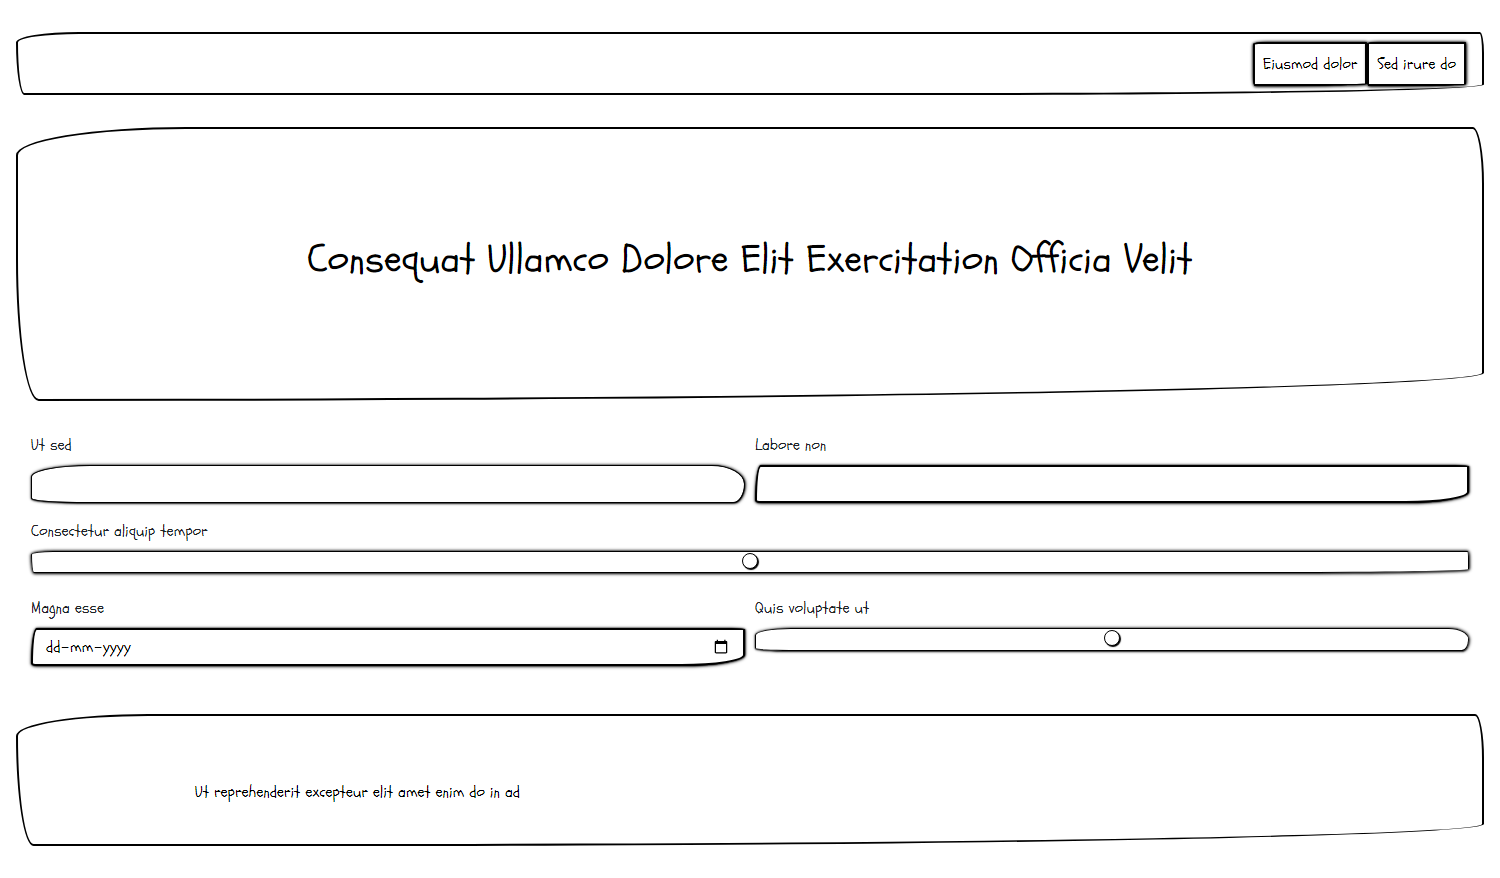 Eiusmod dolor Sed irure do
Consequat Ullamco Dolore Elit Exercitation Officia Velit
Ut sed Labore non
Consectetur aliquip tempor
Magna esse Quis voluptate ut
dd-mm-yyyy
Ut reprehenderit excepteur elit amet enim do in ad